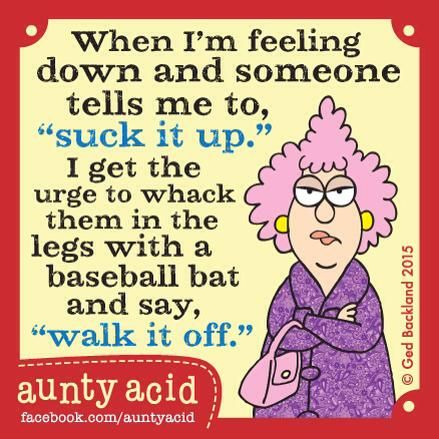 When I'm feeling
down and someone
tells me to,
"suck it up."
I get the
urge to whack
them in the
legs with a
baseball bat
and say,
"walk it off."
aunty acid
facebook.com/auntyacid
© Ged Backland 2015